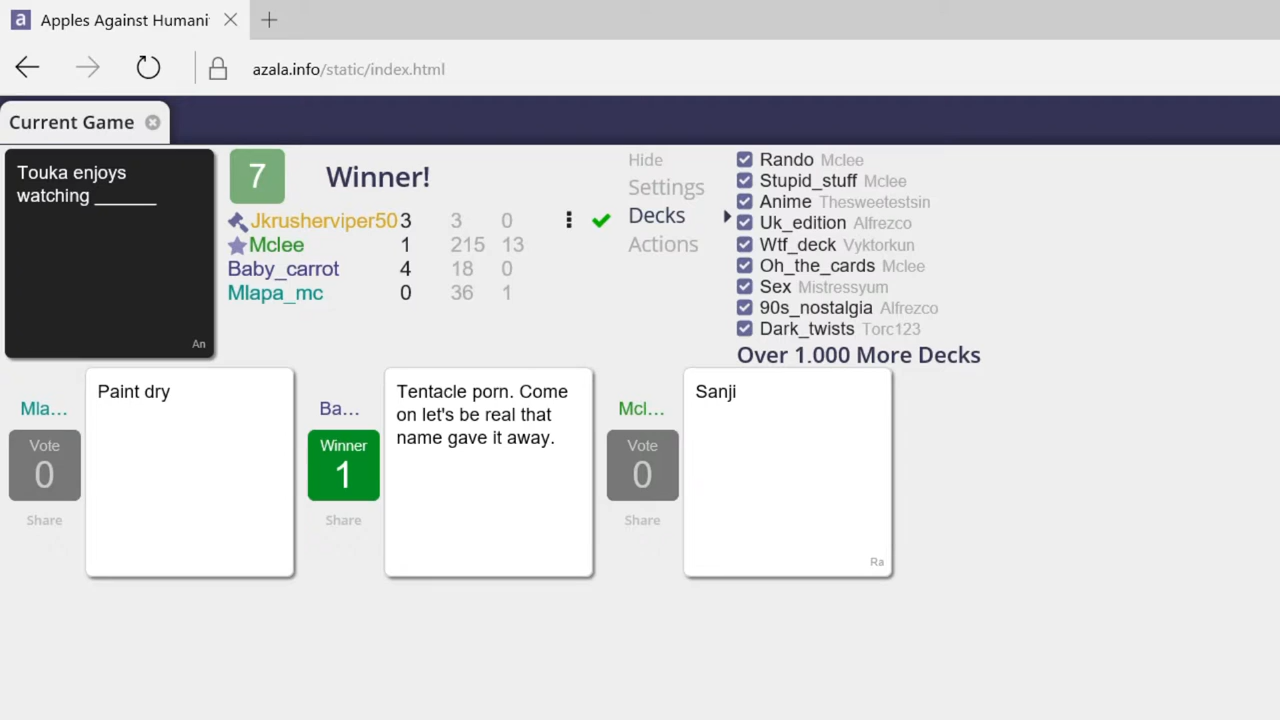 Apples Against Humani
azala.info/static/index.html
Current Game
Touka enjoys
watching ______
An
7
Winner!
Jkrusherviper50 3 3 0
Mclee 1 215 13
Baby_carrot 4 18 0
Mlapa_mc 0 36 1
Hide
Settings
Decks
Actions
Rando Mclee
Stupid_stuff Mclee
Anime Thesweetestsin
Uk_edition Alfrezco
Wtf_deck Vyktorkun
Oh_the_cards Mclee
Sex Mistressyum
90s_nostalgia Alfrezco
Dark_twists Torc123
Over 1,000 More Decks
Mla...
Vote
0
Share
Paint dry
Ba...
Winner
1
Share
Tentacle porn. Come
on let's be real that
name gave it away.
Mcl...
Vote
0
Share
Sanji
Ra